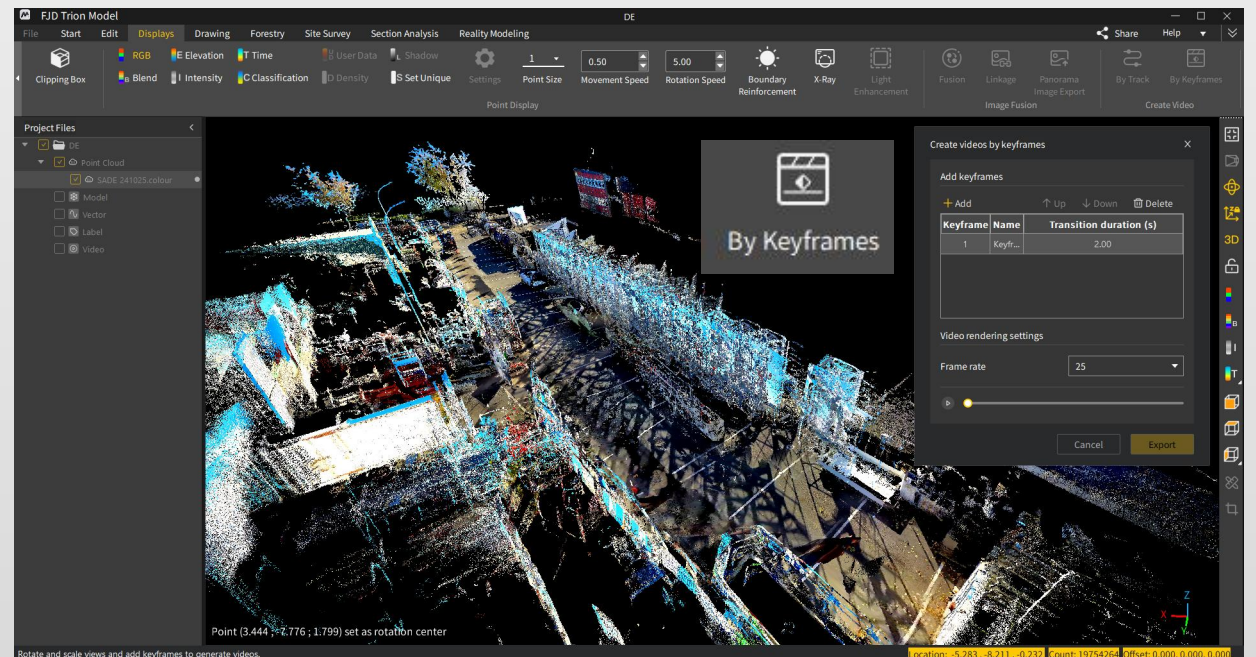 FJD Trion Model
DE
File Start Edit Displays Drawing Forestry Site Survey Section Analysis Reality Modeling
Share Help
Clipping Box
RGB E Elevation T Time User Data L Shadow
B Blend I Intensity C Classification D Density S Set Unique
Settings
1
Point Size
0.50
Movement Speed
5.00
Rotation Speed
Boundary
Reinforcement
X-Ray
Light
Enhancement
Point Display
Fusion
Linkage
Panorama
Image Export
Image Fusion
By Track
By Keyframes
Create Video
Project Files
DE
Point Cloud
SADE 241025.colour
Model
Vector
Label
Video
By Keyframes
Create videos by keyframes
Add keyframes
Add Up Down Delete
Keyframe Name Transition duration (s)
1 Keyfr... 2.00
Video rendering settings
Frame rate 25
Cancel Export
3D
B
I
T
Z
X
Y
Point (3.444 ; -7.776 ; 1.799) set as rotation center
Rotate and scale views and add keyframes to generate videos.
Location: -5.283 , -8.211 , -0.232 Count: 19754264 Offset: 0.000, 0.000, 0.000